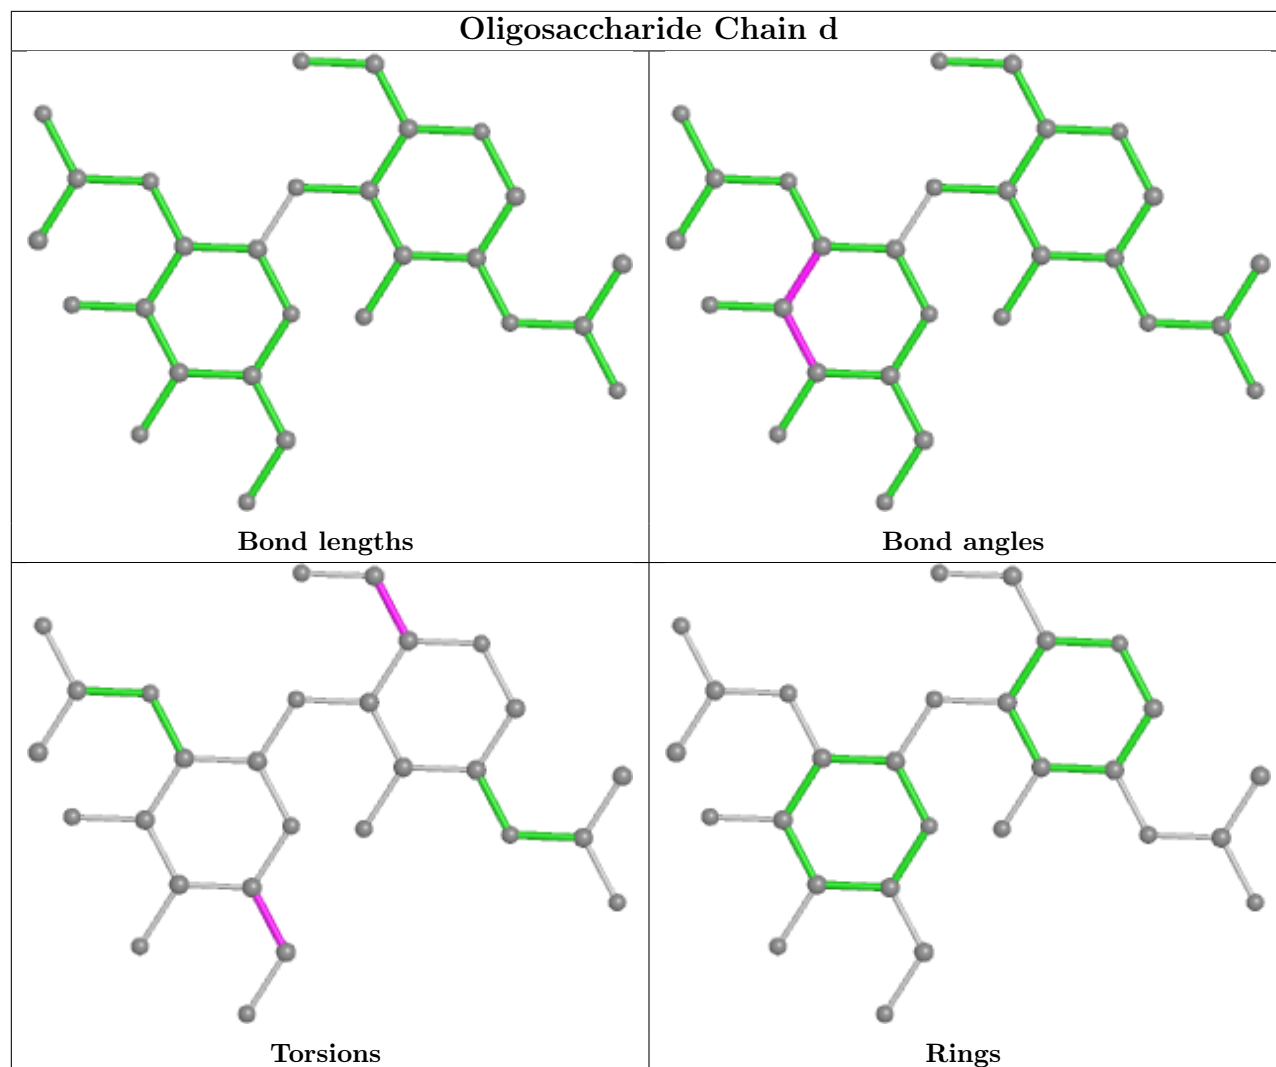 Oligosaccharide Chain d
Bond lengths
Bond angles
Torsions
Rings